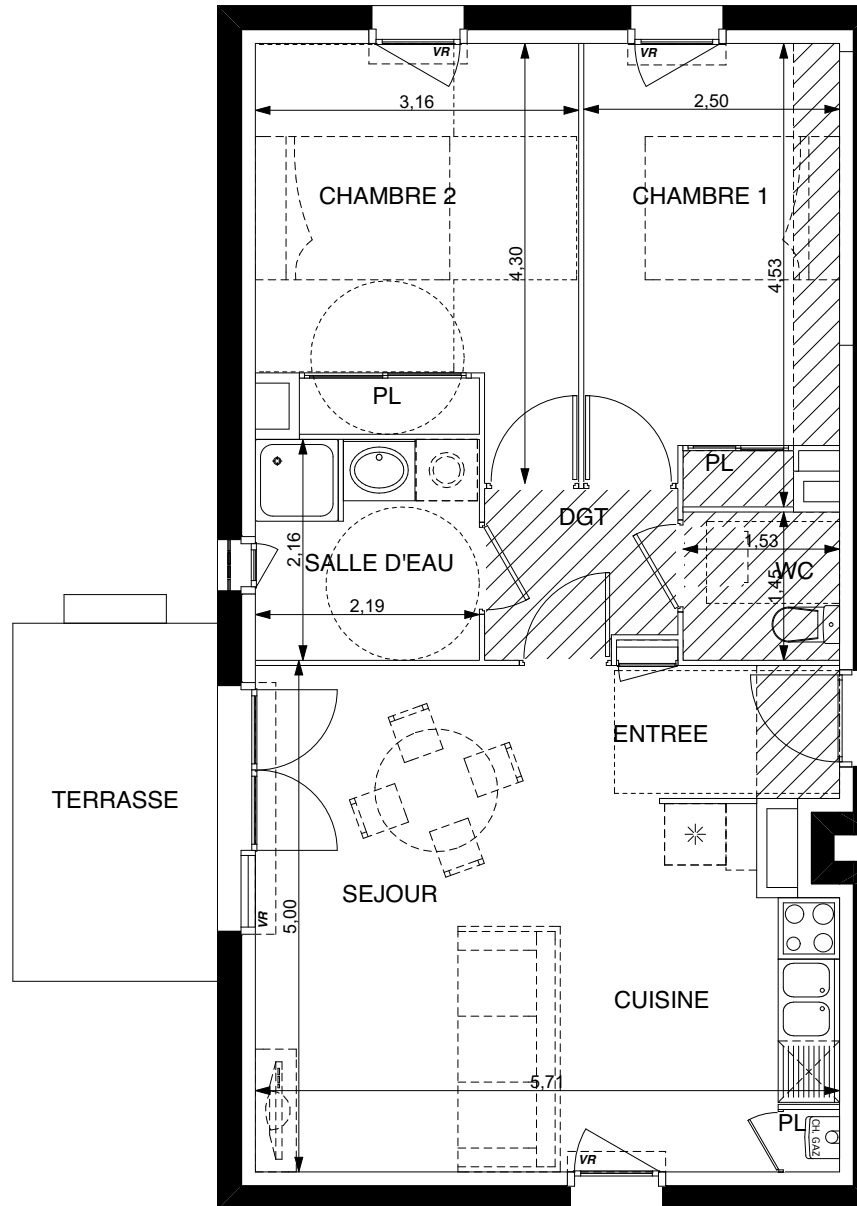 VR
VR
3,16
2,50
CHAMBRE 2
CHAMBRE 1
4,30
4,53
PL
PL
DGT
2,16
SALLE D'EAU
1,53
WC
1,45
2,19
ENTREE
TERRASSE
SEJOUR
5,00
VR
CUISINE
5,71
PL
CH. GAZ
VR